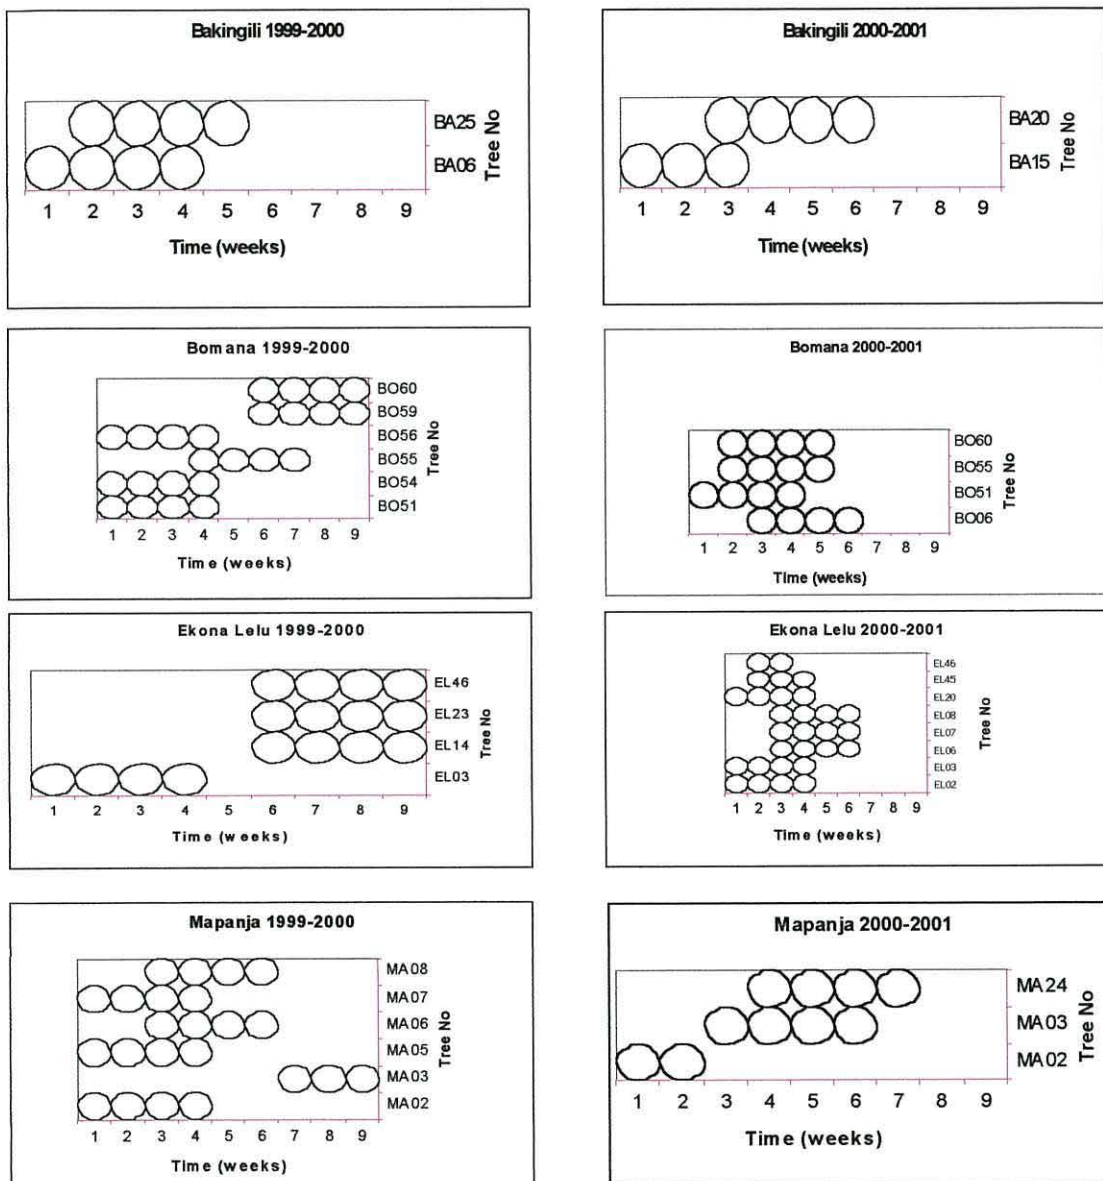 Bakingili 1999-2000
BA25
BA06
Tree No
1 2 3 4 5 6 7 8 9
Time (weeks)
Bakingili 2000-2001
BA20
BA15
Tree No
1 2 3 4 5 6 7 8 9
Time (weeks)
Bomana 1999-2000
BO60
BO59
BO56
BO55
BO54
BO51
Tree No
1 2 3 4 5 6 7 8 9
Time (weeks)
Bomana 2000-2001
BO60
BO55
BO51
BO06
Tree No
1 2 3 4 5 6 7 8 9
Time (weeks)
Ekona Lelu 1999-2000
EL46
EL23
EL14
EL03
Tree No
1 2 3 4 5 6 7 8 9
Time (weeks)
Ekona Lelu 2000-2001
EL46
EL45
EL20
EL08
EL07
EL06
EL03
EL02
Tree No
1 2 3 4 5 6 7 8 9
Time (weeks)
Mapanja 1999-2000
MA08
MA07
MA06
MA05
MA03
MA02
Tree No
1 2 3 4 5 6 7 8 9
Time (weeks)
Mapanja 2000-2001
MA24
MA03
MA02
Tree No
1 2 3 4 5 6 7 8 9
Time (weeks)